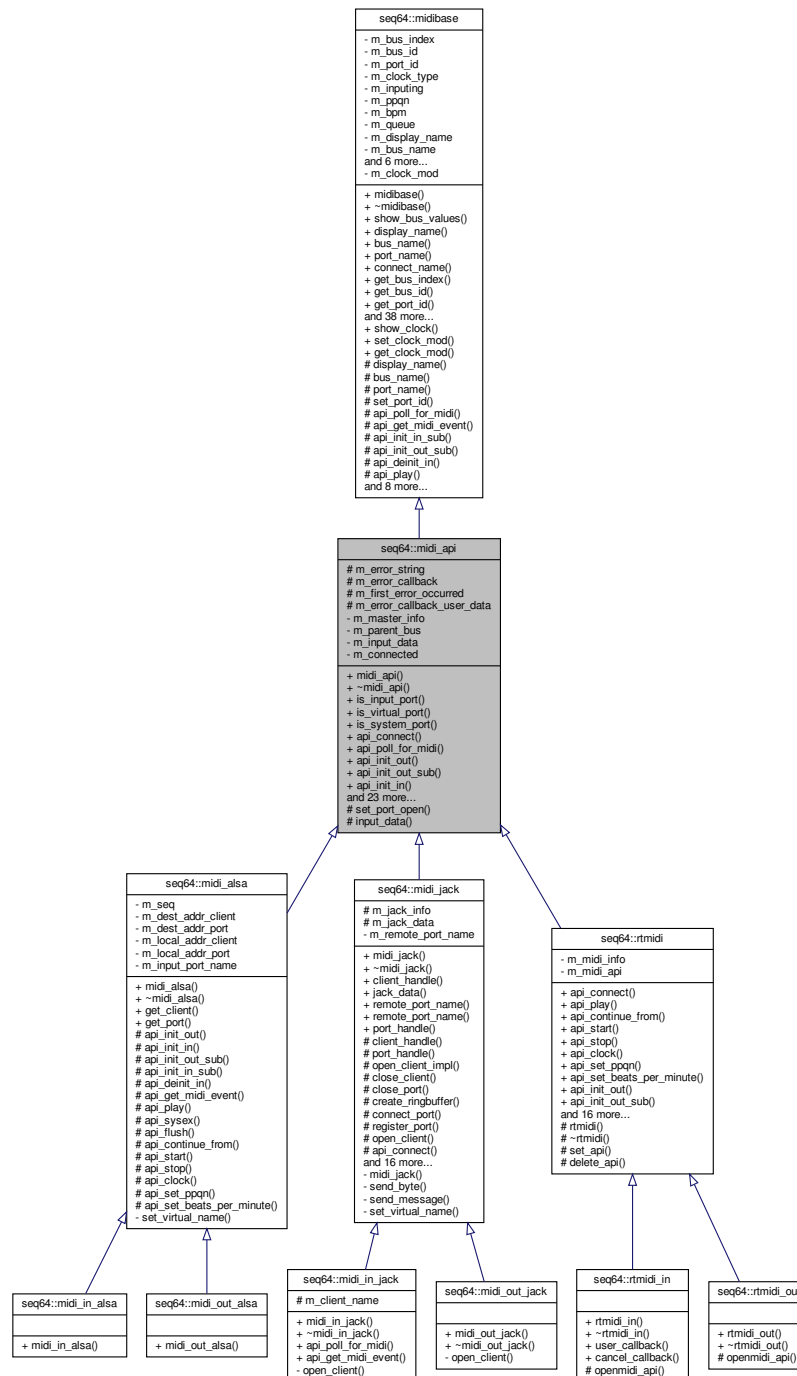 seq64::midibase
- m_bus_index
- m_bus_id
- m_port_id
- m_clock_type
- m_inputing
- m_ppqn
- m_bpm
- m_queue
- m_display_name
- m_bus_name
and 6 more...
- m_clock_mod
+ midibase()
+ ~midibase()
+ show_bus_values()
+ display_name()
+ bus_name()
+ port_name()
+ connect_name()
+ get_bus_index()
+ get_bus_id()
+ get_port_id()
and 38 more...
+ show_clock()
+ set_clock_mod()
+ get_clock_mod()
# display_name()
# bus_name()
# port_name()
# set_port_id()
# api_poll_for_midi()
# api_get_midi_event()
# api_init_in_sub()
# api_init_out_sub()
# api_deinit_in()
# api_play()
and 8 more...
seq64::midi_api
# m_error_string
# m_error_callback
# m_first_error_occurred
# m_error_callback_user_data
- m_master_info
- m_parent_bus
- m_input_data
- m_connected
+ midi_api()
+ ~midi_api()
+ is_input_port()
+ is_virtual_port()
+ is_system_port()
+ api_connect()
+ api_poll_for_midi()
+ api_init_out()
+ api_init_out_sub()
+ api_init_in()
and 23 more...
# set_port_open()
# input_data()
seq64::midi_alsa
- m_seq
- m_dest_addr_client
- m_dest_addr_port
- m_local_addr_client
- m_local_addr_port
- m_input_port_name
+ midi_alsa()
+ ~midi_alsa()
+ get_client()
+ get_port()
# api_init_out()
# api_init_in()
# api_init_out_sub()
# api_init_in_sub()
# api_deinit_in()
# api_get_midi_event()
# api_play()
# api_sysex()
# api_flush()
# api_continue_from()
# api_start()
# api_stop()
# api_clock()
# api_set_ppqn()
# api_set_beats_per_minute()
- set_virtual_name()
seq64::midi_jack
# m_jack_info
# m_jack_data
- m_remote_port_name
+ midi_jack()
+ ~midi_jack()
+ client_handle()
+ jack_data()
+ remote_port_name()
+ remote_port_name()
+ port_handle()
# client_handle()
# port_handle()
# open_client_impl()
# close_client()
# close_port()
# create_ringbuffer()
# connect_port()
# register_port()
# open_client()
# api_connect()
and 16 more...
- midi_jack()
- send_byte()
- send_message()
- set_virtual_name()
seq64::rtmidi
- m_midi_info
- m_midi_api
+ api_connect()
+ api_play()
+ api_continue_from()
+ api_start()
+ api_stop()
+ api_clock()
+ api_set_ppqn()
+ api_set_beats_per_minute()
+ api_init_out()
+ api_init_out_sub()
and 16 more...
# rtmidi()
# ~rtmidi()
# set_api()
# delete_api()
seq64::midi_in_alsa
+ midi_in_alsa()
seq64::midi_out_alsa
+ midi_out_alsa()
seq64::midi_in_jack
# m_client_name
+ midi_in_jack()
+ ~midi_in_jack()
+ api_poll_for_midi()
+ api_get_midi_event()
- open_client()
seq64::midi_out_jack
+ midi_out_jack()
+ ~midi_out_jack()
- open_client()
seq64::rtmidi_in
+ rtmidi_in()
+ ~rtmidi_in()
+ user_callback()
+ cancel_callback()
# openmidi_api()
seq64::rtmidi_ou
+ rtmidi_out()
+ ~rtmidi_out()
# openmidi_api()